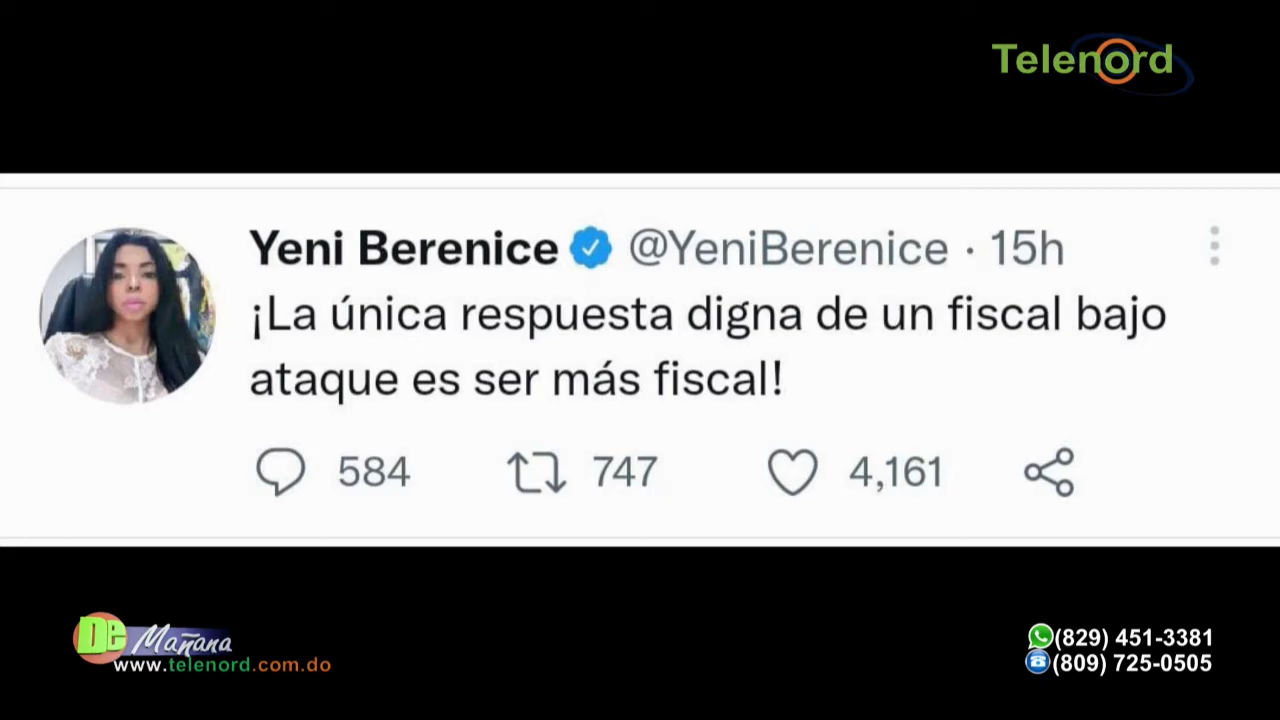 Telenord
Yeni Berenice @YeniBerenice · 15h
¡La única respuesta digna de un fiscal bajo
ataque es ser más fiscal!
584 747 4,161
De Mañana
www.telenord.com.do
(829) 451-3381
(809) 725-0505